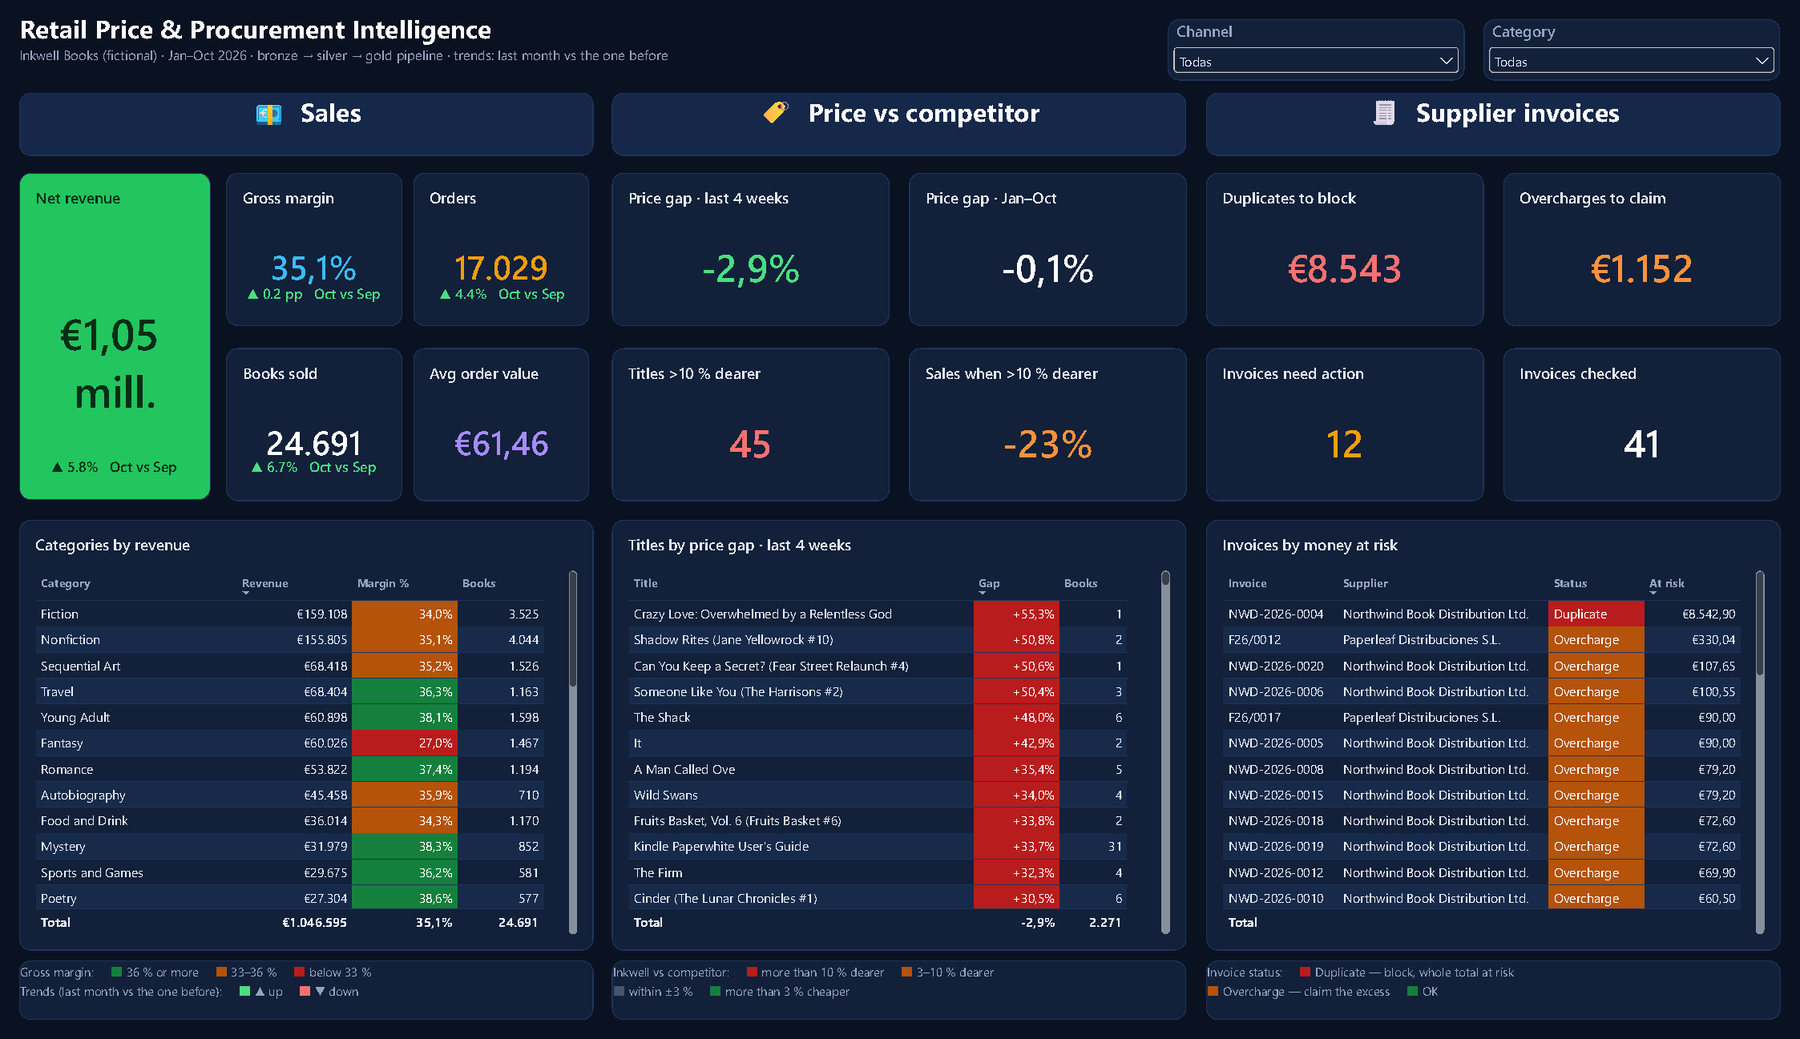 Retail Price & Procurement Intelligence
Inkwell Books (fictional) · Jan–Oct 2026 · bronze → silver → gold pipeline · trends: last month vs the one before
Channel
Todas
Category
Todas
Sales
Price vs competitor
Supplier invoices
Net revenue
€1,05
mill.
▲ 5.8% Oct vs Sep
Gross margin
35,1%
▲ 0.2 pp Oct vs Sep
Orders
17.029
▲ 4.4% Oct vs Sep
Price gap · last 4 weeks
-2,9%
Price gap · Jan–Oct
-0,1%
Duplicates to block
€8.543
Overcharges to claim
€1.152
Books sold
24.691
▲ 6.7% Oct vs Sep
Avg order value
€61,46
Titles >10 % dearer
45
Sales when >10 % dearer
-23%
Invoices need action
12
Invoices checked
41
Categories by revenue
Category Revenue Margin % Books
Fiction €159.108 34,0% 3.525
Nonfiction €155.805 35,1% 4.044
Sequential Art €68.418 35,2% 1.526
Travel €68.404 36,3% 1.163
Young Adult €60.898 38,1% 1.598
Fantasy €60.026 27,0% 1.467
Romance €53.822 37,4% 1.194
Autobiography €45.458 35,9% 710
Food and Drink €36.014 34,3% 1.170
Mystery €31.979 38,3% 852
Sports and Games €29.675 36,2% 581
Poetry €27.304 38,6% 577
Total €1.046.595 35,1% 24.691
Titles by price gap · last 4 weeks
Title Gap Books
Crazy Love: Overwhelmed by a Relentless God +55,3% 1
Shadow Rites (Jane Yellowrock #10) +50,8% 2
Can You Keep a Secret? (Fear Street Relaunch #4) +50,6% 1
Someone Like You (The Harrisons #2) +50,4% 3
The Shack +48,0% 6
It +42,9% 2
A Man Called Ove +35,4% 5
Wild Swans +34,0% 4
Fruits Basket, Vol. 6 (Fruits Basket #6) +33,8% 2
Kindle Paperwhite User's Guide +33,7% 31
The Firm +32,3% 4
Cinder (The Lunar Chronicles #1) +30,5% 6
Total -2,9% 2.271
Invoices by money at risk
Invoice Supplier Status At risk
NWD-2026-0004 Northwind Book Distribution Ltd. Duplicate €8.542,90
F26/0012 Paperleaf Distribuciones S.L. Overcharge €330,04
NWD-2026-0020 Northwind Book Distribution Ltd. Overcharge €107,65
NWD-2026-0006 Northwind Book Distribution Ltd. Overcharge €100,55
F26/0017 Paperleaf Distribuciones S.L. Overcharge €90,00
NWD-2026-0005 Northwind Book Distribution Ltd. Overcharge €90,00
NWD-2026-0008 Northwind Book Distribution Ltd. Overcharge €79,20
NWD-2026-0015 Northwind Book Distribution Ltd. Overcharge €79,20
NWD-2026-0018 Northwind Book Distribution Ltd. Overcharge €72,60
NWD-2026-0019 Northwind Book Distribution Ltd. Overcharge €72,60
NWD-2026-0012 Northwind Book Distribution Ltd. Overcharge €69,90
NWD-2026-0010 Northwind Book Distribution Ltd. Overcharge €60,50
Total
Gross margin: 36 % or more 33–36 % below 33 %
Trends (last month vs the one before): ▲ up ▼ down
Inkwell vs competitor: more than 10 % dearer 3–10 % dearer
within ±3 % more than 3 % cheaper
Invoice status: Duplicate — block, whole total at risk
Overcharge — claim the excess OK